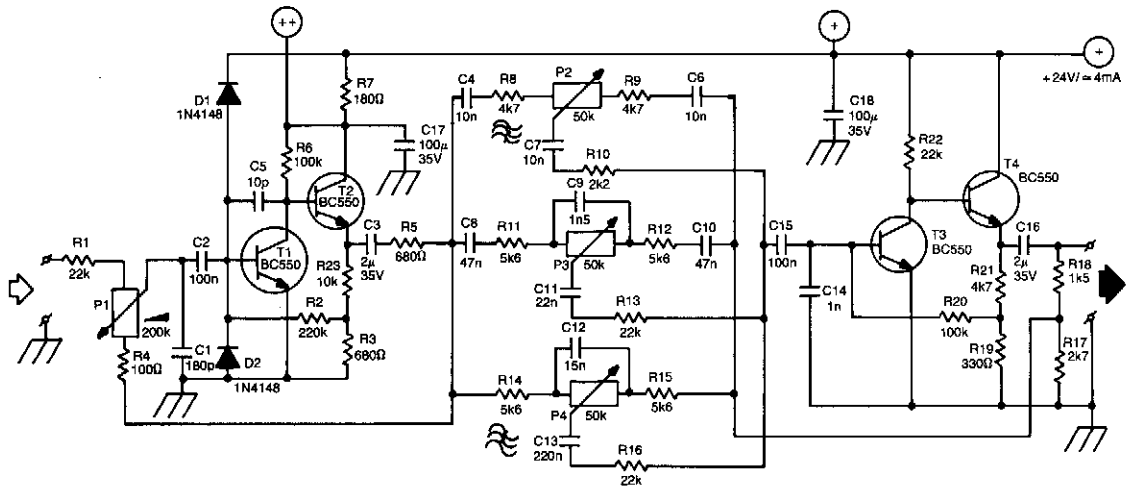 ++
+
+
+24V/≃4mA
D1
1N4148
R7
180Ω
C17
100µ
35V
R6
100k
C5
10p
T2
BC550
T1
BC550
R1
22k
P1
200k
R4
100Ω
C2
100n
C1
180p
D2
1N4148
R2
220k
R23
10k
R3
680Ω
C3
2µ
35V
R5
680Ω
C4
10n
R8
4k7
P2
50k
R9
4k7
C6
10n
C7
10n
R10
2k2
C8
47n
R11
5k6
C9
1n5
P3
50k
R12
5k6
C10
47n
C11
22n
R13
22k
C12
15n
R14
5k6
P4
50k
R15
5k6
C13
220n
R16
22k
C15
100n
C14
1n
C18
100µ
35V
R22
22k
T3
BC550
T4
BC550
R20
100k
R21
4k7
R19
330Ω
C16
2µ
35V
R18
1k5
R17
2k7